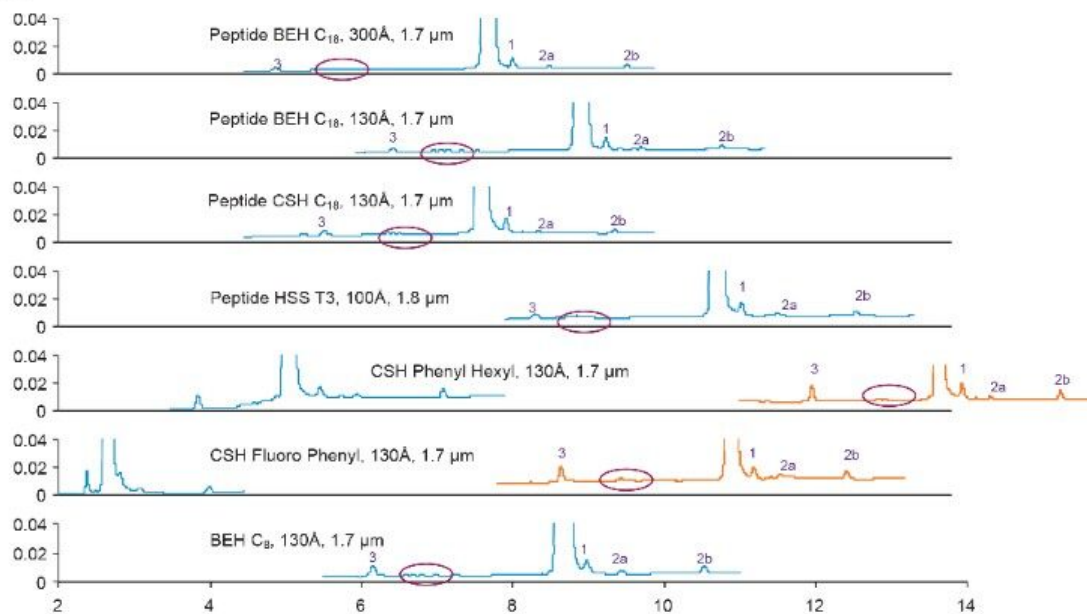 0.04
Peptide BEH C₁₈, 300Å, 1.7 µm
0.02
3 1 2a 2b
0
0.04
Peptide BEH C₁₈, 130Å, 1.7 µm
0.02
3 1 2a 2b
0
0.04
Peptide CSH C₁₈, 130Å, 1.7 µm
0.02
3 1 2a 2b
0
0.04
Peptide HSS T3, 100Å, 1.8 µm
0.02
3 1 2a 2b
0
0.04
CSH Phenyl Hexyl, 130Å, 1.7 µm
0.02
3 1 2a 2b
0
0.04
CSH Fluoro Phenyl, 130Å, 1.7 µm
0.02
3 1 2a 2b
0
0.04
BEH C₈, 130Å, 1.7 µm
0.02
3 1 2a 2b
0
2 4 6 8 10 12 14